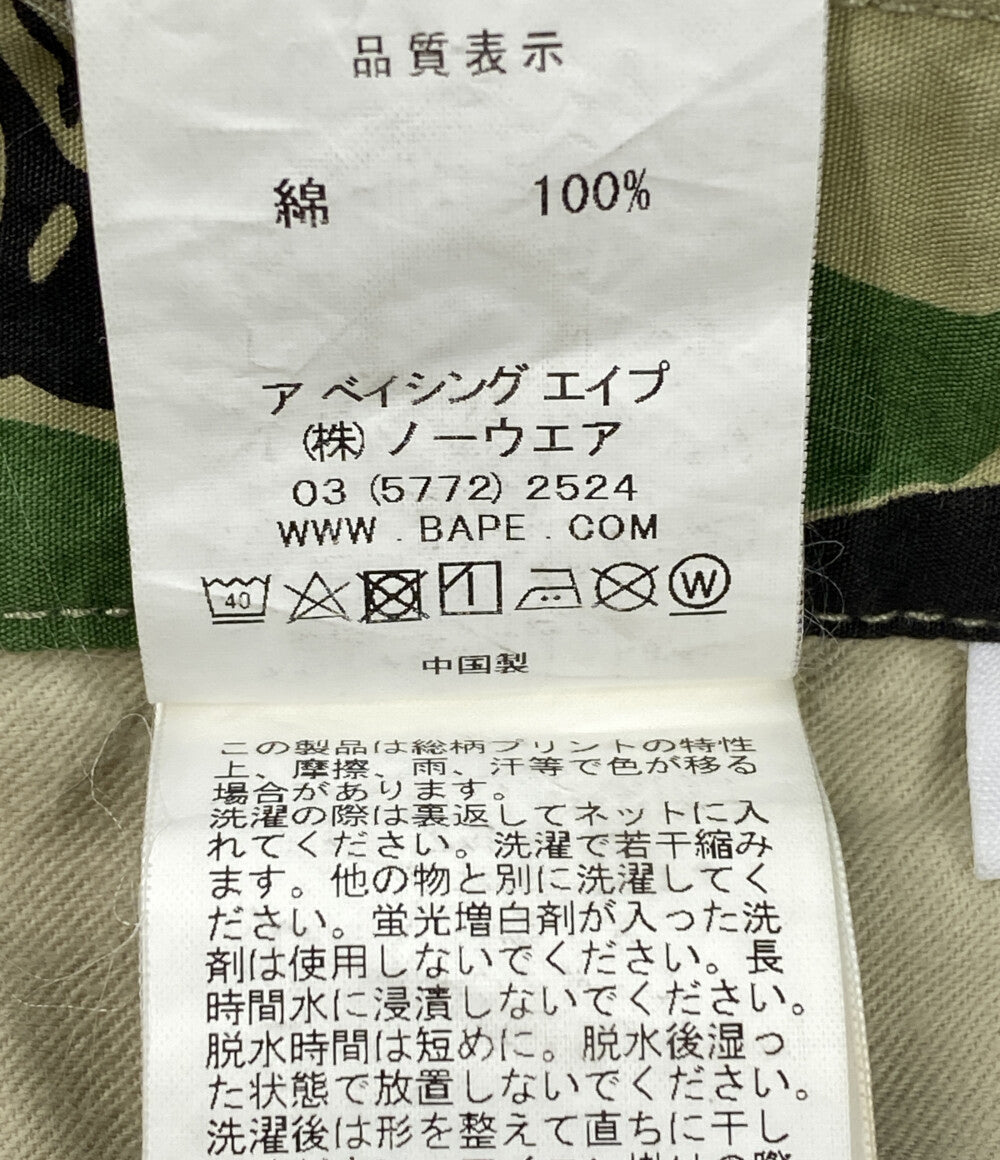 品質表示
綿 100%
ア ベイシング エイプ
(株) ノーウエア
03 (5772) 2524
WWW . BAPE . COM
40 W
中国製
この製品は総柄プリントの特性
上、摩擦、雨、汗等で色が移る
場合があります。
洗濯の際は裏返してネットに入
れてください。洗濯で若干縮み
ます。他の物と別に洗濯してく
ださい。蛍光増白剤が入った洗
剤は使用しないでください。長
時間水に浸漬しないでください。
脱水時間は短めに。脱水後湿っ
た状態で放置しないでください。
洗濯後は形を整えて直ちに干し